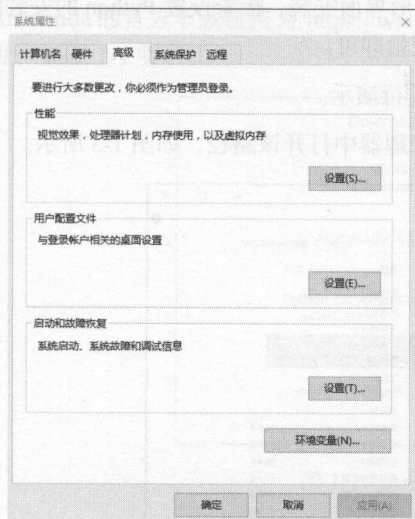 系统属性
计算机名 硬件 高级 系统保护 远程
要进行大多数更改，你必须作为管理员登录。
性能
视觉效果，处理器计划，内存使用，以及虚拟内存
设置(S)...
用户配置文件
与登录帐户相关的桌面设置
设置(E)...
启动和故障恢复
系统启动、系统故障和调试信息
设置(T)...
环境变量(N)...
确定 取消 应用(A)